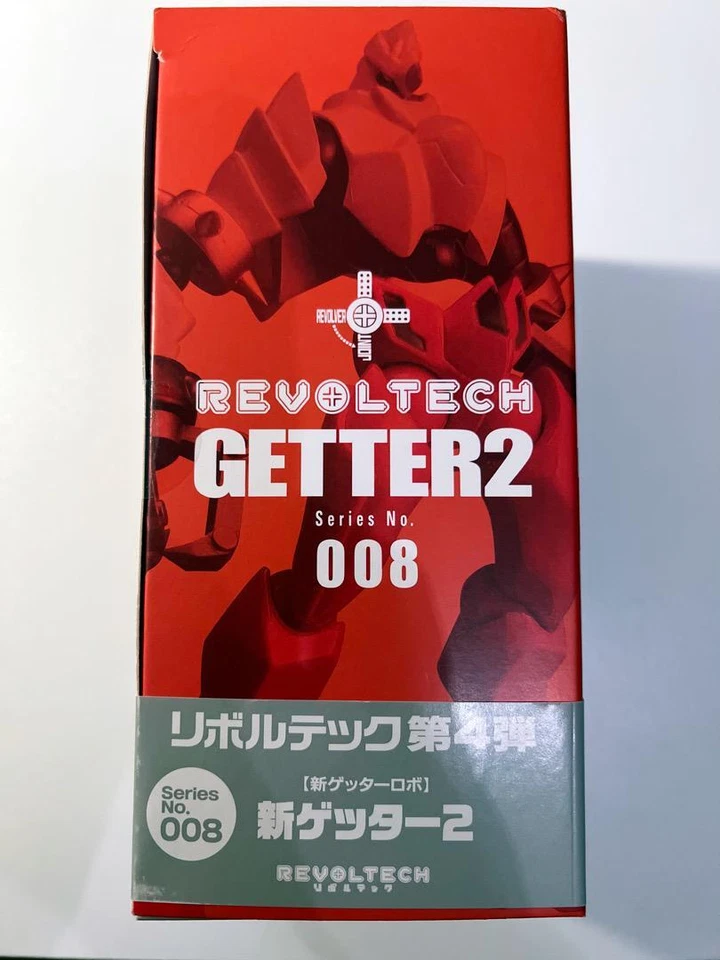 REVOLVER
JOINT
REVOLTECH
GETTER2
Series No.
008
リボルテック 第4弾
Series
No.
008
【新ゲッターロボ】
新ゲッター2
REVOLTECH
リボルテック